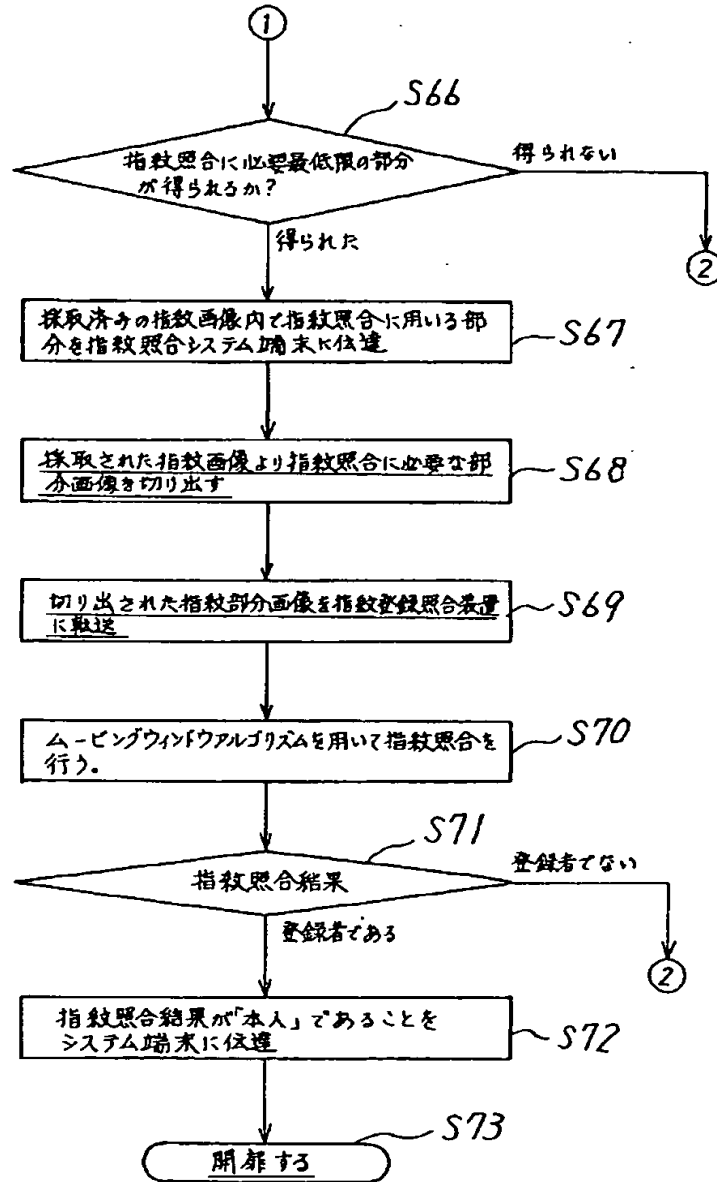 ①
S66
指紋照合に必要最低限の部分
が得られるか?
得られない
②
得られた
採取済みの指紋画像内で指紋照合に用いる部
分を指紋照合システム端末に伝達
S67
採取された指紋画像より指紋照合に必要な部
分画像を切り出す
S68
切り出された指紋部分画像を指紋登録照合装置
に転送
S69
ムービングウィンドウアルゴリズムを用いて指紋照合を
行う。
S70
S71
指紋照合結果
登録者でない
②
登録者である
指紋照合結果が「本人」であることを
システム端末に伝達
S72
S73
開扉する